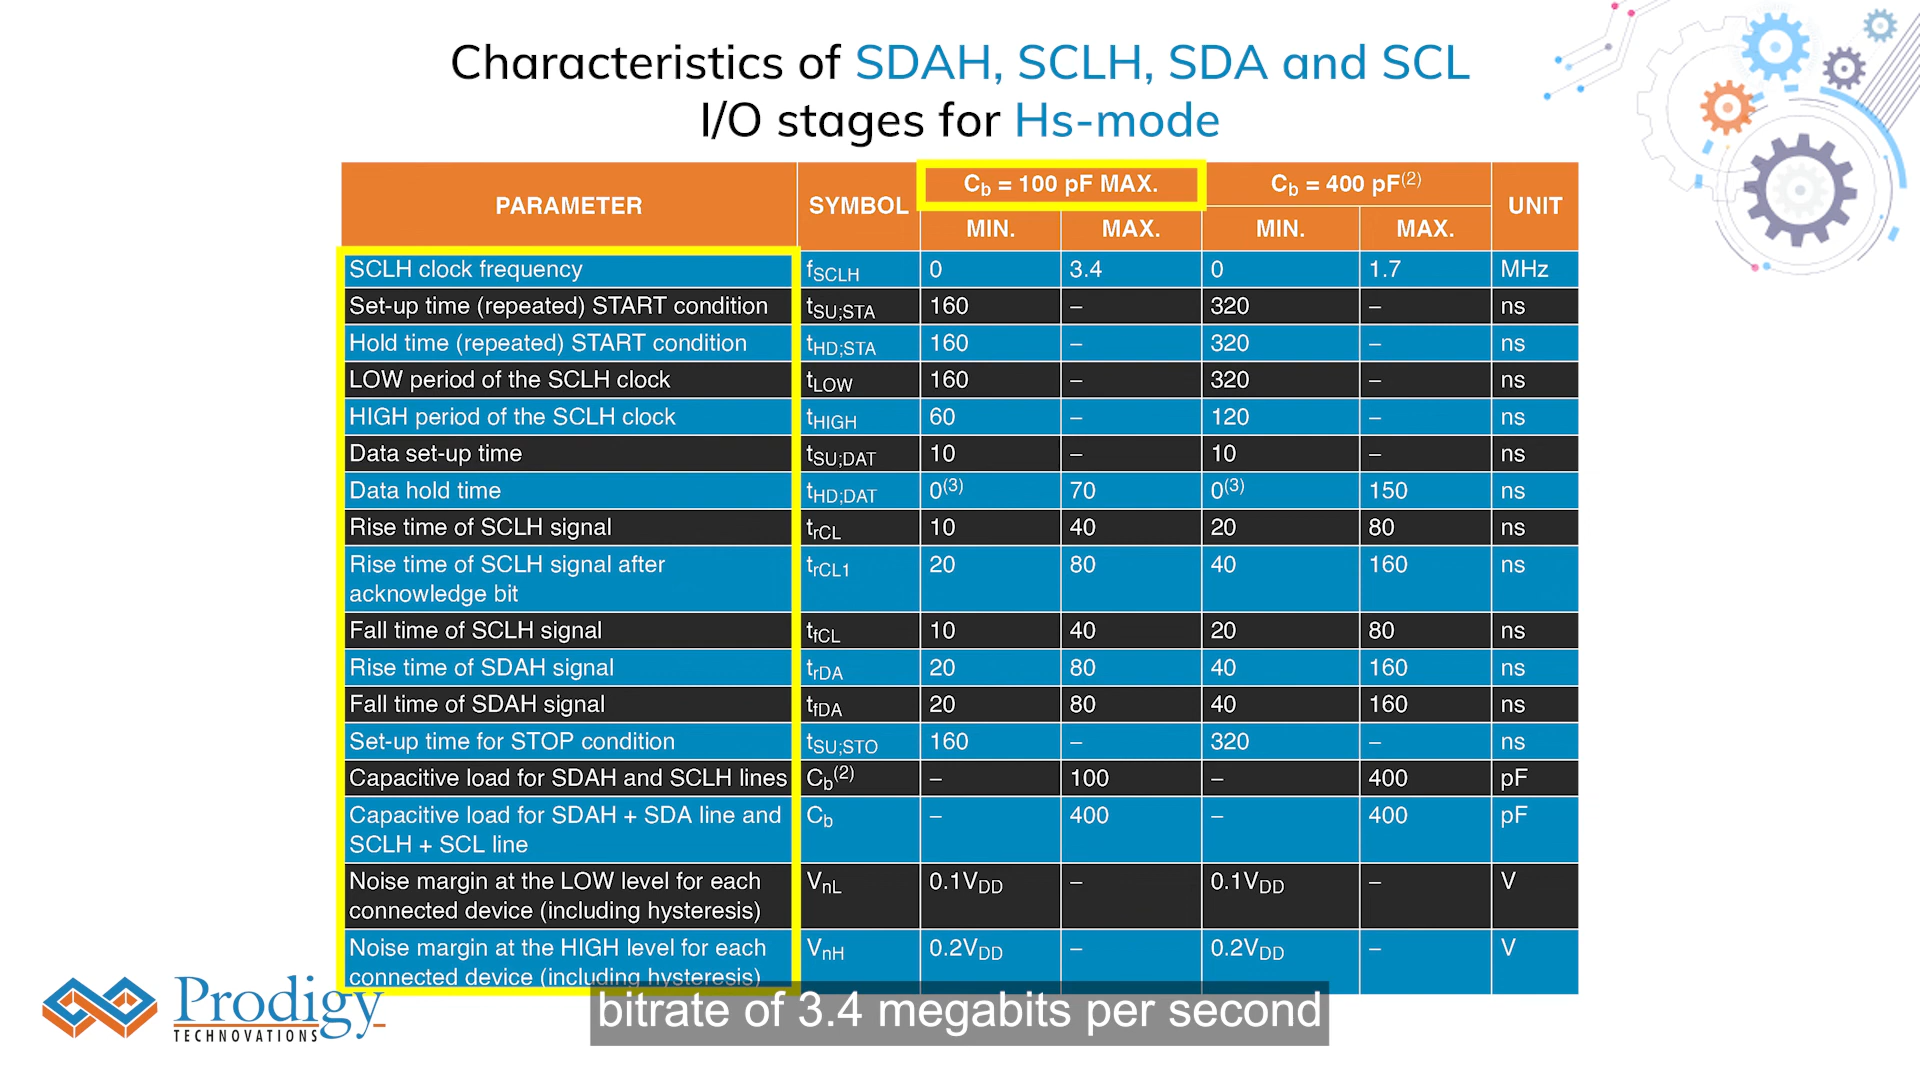 Characteristics of SDAH, SCLH, SDA and SCL
I/O stages for Hs-mode
PARAMETER SYMBOL Cb = 100 pF MAX. Cb = 400 pF(2) UNIT
MIN. MAX. MIN. MAX.
SCLH clock frequency fSCLH 0 3.4 0 1.7 MHz
Set-up time (repeated) START condition tSU;STA 160 – 320 – ns
Hold time (repeated) START condition tHD;STA 160 – 320 – ns
LOW period of the SCLH clock tLOW 160 – 320 – ns
HIGH period of the SCLH clock tHIGH 60 – 120 – ns
Data set-up time tSU;DAT 10 – 10 – ns
Data hold time tHD;DAT 0(3) 70 0(3) 150 ns
Rise time of SCLH signal trCL 10 40 20 80 ns
Rise time of SCLH signal after trCL1 20 80 40 160 ns
acknowledge bit
Fall time of SCLH signal tfCL 10 40 20 80 ns
Rise time of SDAH signal trDA 20 80 40 160 ns
Fall time of SDAH signal tfDA 20 80 40 160 ns
Set-up time for STOP condition tSU;STO 160 – 320 – ns
Capacitive load for SDAH and SCLH lines Cb(2) – 100 – 400 pF
Capacitive load for SDAH + SDA line and Cb – 400 – 400 pF
SCLH + SCL line
Noise margin at the LOW level for each VnL 0.1VDD – 0.1VDD – V
connected device (including hysteresis)
Noise margin at the HIGH level for each VnH 0.2VDD – 0.2VDD – V
connected device (including hysteresis)
Prodigy
TECHNOVATIONS
bitrate of 3.4 megabits per second